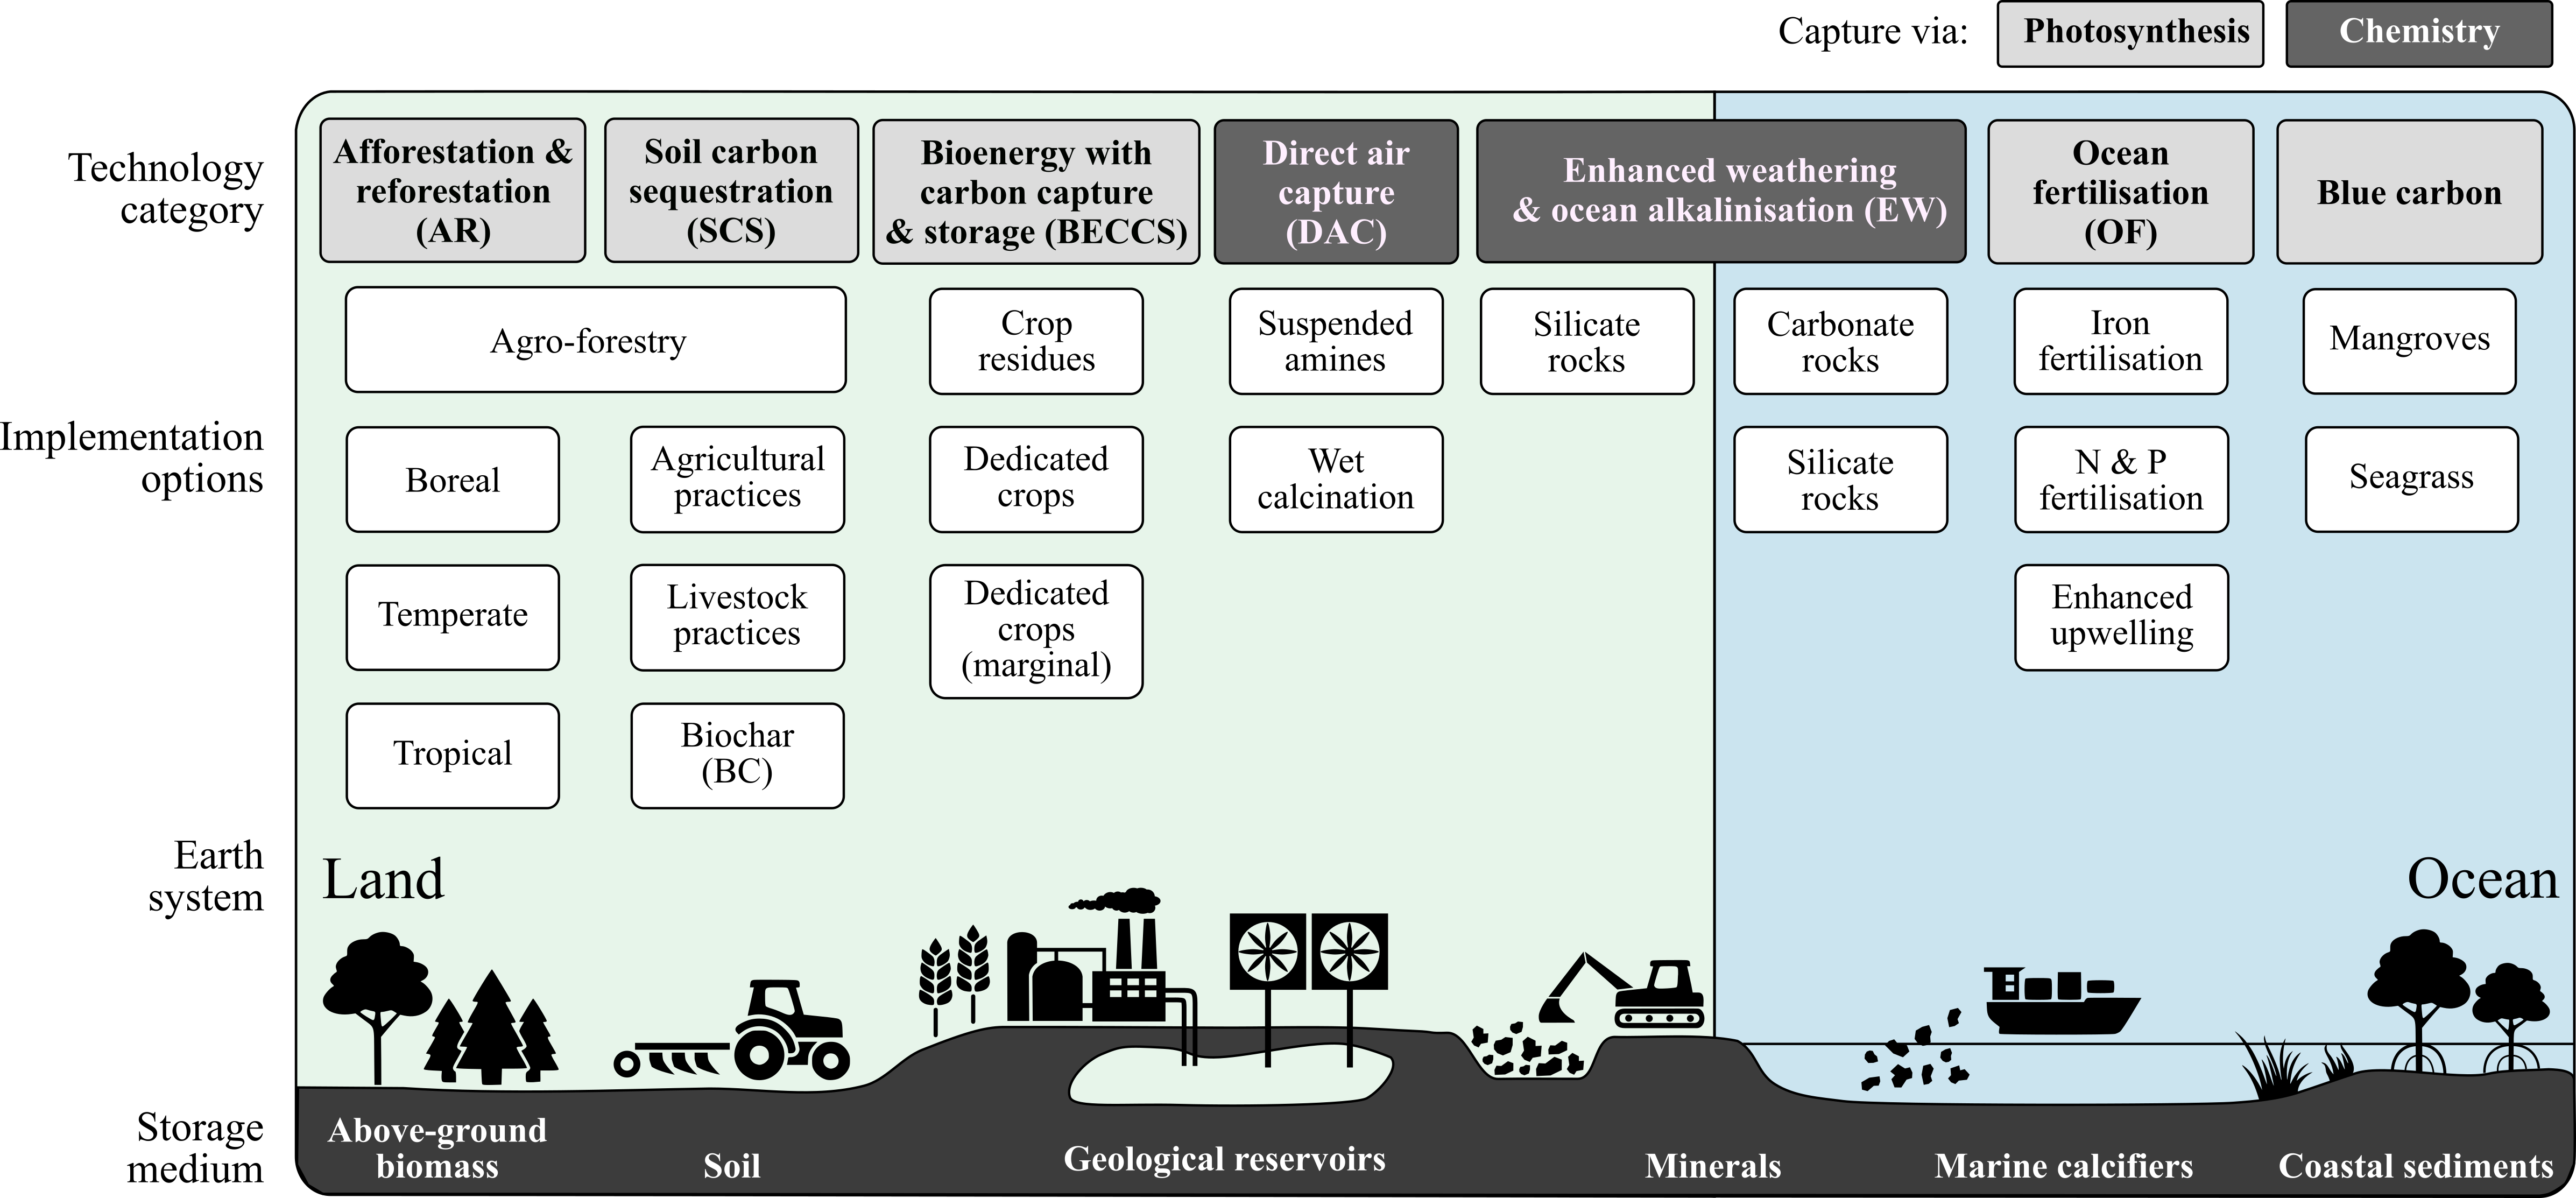 Capture via:
Photosynthesis
Chemistry
Technology
category
Afforestation &
reforestation
(AR)
Soil carbon
sequestration
(SCS)
Bioenergy with
carbon capture
& storage (BECCS)
Direct air
capture
(DAC)
Enhanced weathering
& ocean alkalinisation (EW)
Ocean
fertilisation
(OF)
Blue carbon
Implementation
options
Agro-forestry
Crop
residues
Suspended
amines
Silicate
rocks
Carbonate
rocks
Iron
fertilisation
Mangroves
Boreal
Agricultural
practices
Dedicated
crops
Wet
calcination
Silicate
rocks
N & P
fertilisation
Seagrass
Temperate
Livestock
practices
Dedicated
crops
(marginal)
Enhanced
upwelling
Tropical
Biochar
(BC)
Earth
system
Land
Ocean
Storage
medium
Above-ground
biomass
Soil
Geological reservoirs
Minerals
Marine calcifiers
Coastal sediments